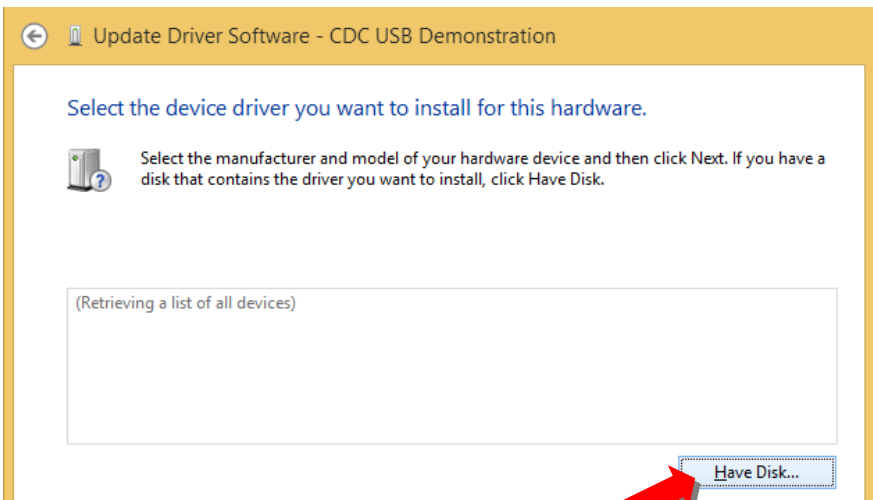 Update Driver Software - CDC USB Demonstration
Select the device driver you want to install for this hardware.
Select the manufacturer and model of your hardware device and then click Next. If you have a
disk that contains the driver you want to install, click Have Disk.
(Retrieving a list of all devices)
Have Disk...